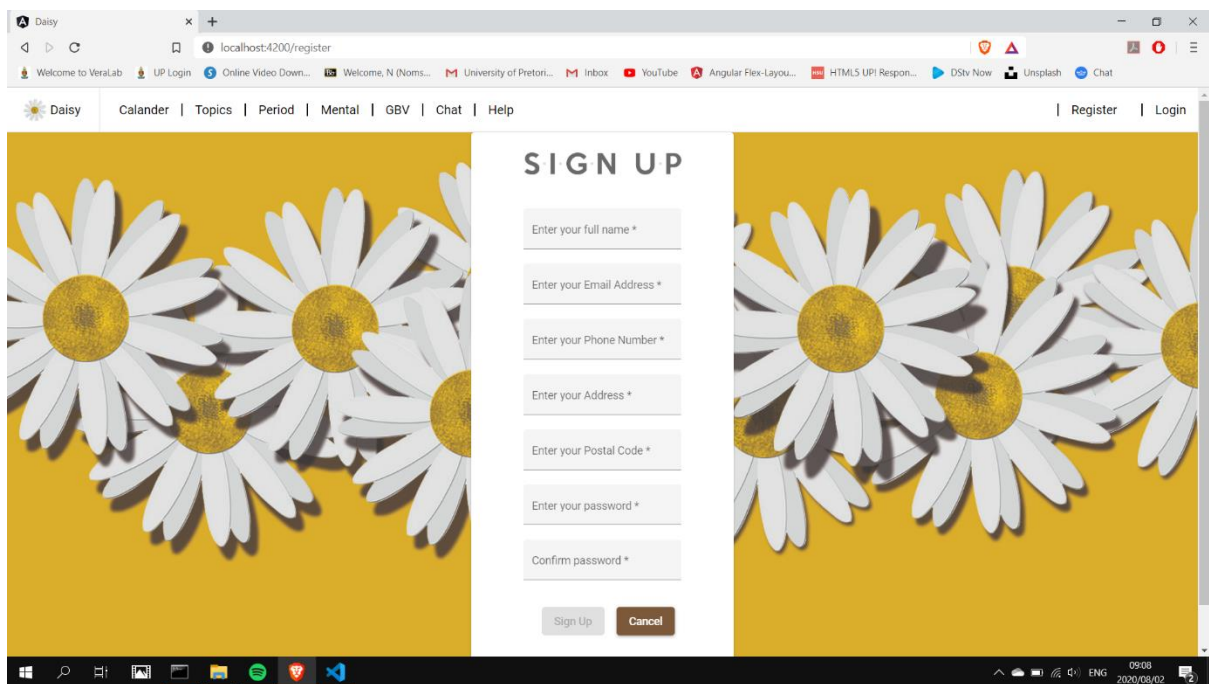 Daisy
localhost:4200/register
Welcome to VeraLab UP Login Online Video Down... Welcome, N (Noms... University of Pretori... Inbox YouTube Angular Flex-Layou... HTML5 UP! Respon... DStv Now Unsplash Chat
Daisy Calander | Topics | Period | Mental | GBV | Chat | Help | Register | Login
SIGN UP
Enter your full name *
Enter your Email Address *
Enter your Phone Number *
Enter your Address *
Enter your Postal Code *
Enter your password *
Confirm password *
Sign Up Cancel
ENG 09:08
2020/08/02
2